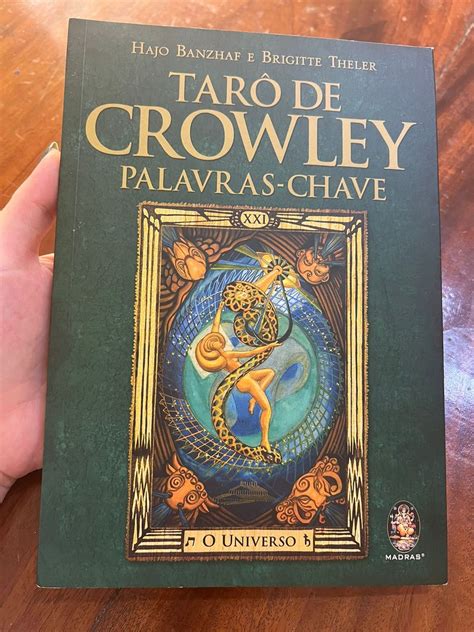 Hajo Banzhaf e Brigitte Theler
Tarô de
Crowley
Palavras-Chave
XXI
O Universo
MADRAS®